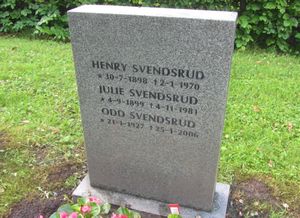 HENRY SVENDSRUD
* 30-7-1898 ✝ 2-1-1970
JULIE SVENDSRUD
* 4-9-1899 ✝ 4-11-1981
ODD SVENDSRUD
* 21-1-1927 ✝ 25-1-2006